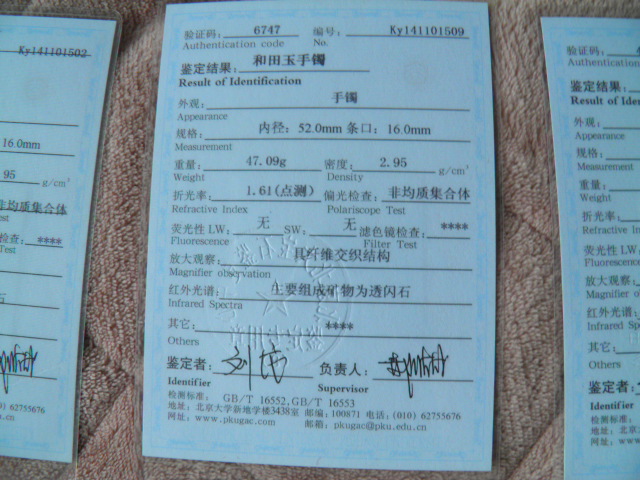 Ky141101502
16.0mm
95 g/cm³
非均质集合体
Test
检查： ****
Test
验证码： 6747 编号： Ky141101509
Authentication code No.
鉴定结果： 和田玉手镯
Result of Identification
外观： 手镯
Appearance
规格： 内径：52.0mm 条口：16.0mm
Measurement
重量： 47.09g 密度： 2.95 g/cm³
Weight Density
折光率： 1.61(点测) 偏光检查： 非均质集合体
Refractive Index Polariscope Test
荧光性 LW： 无 SW： 无 滤色镜检查： ****
Fluorescence Filter Test
放大观察： 具纤维交织结构
Magnifier observation
红外光谱： 主要组成矿物为透闪石
Infrared Spectra
其它： ****
Others
鉴定者： 负责人：
Identifier Supervisor
检测标准： GB/T 16552, GB/T 16553
地址：北京大学新地学楼3438室 邮编：100871 电话：(010) 62755676
网址：www.pkugac.com 邮箱：pkugac@pku.edu.cn
62755676
u.cn
验证码：
Authentication
鉴定结果：
Result of Identif
外观：
Appearance
规格：
Measurement
重量：
Weight
折光率：
Refractive In
荧光性 LW：
Fluorescence
放大观察：
Magnifier o
红外光谱：
Infrared Sp
其它：
Others
鉴定者：
Identifier
检测标准：
地址：北京
网址：www